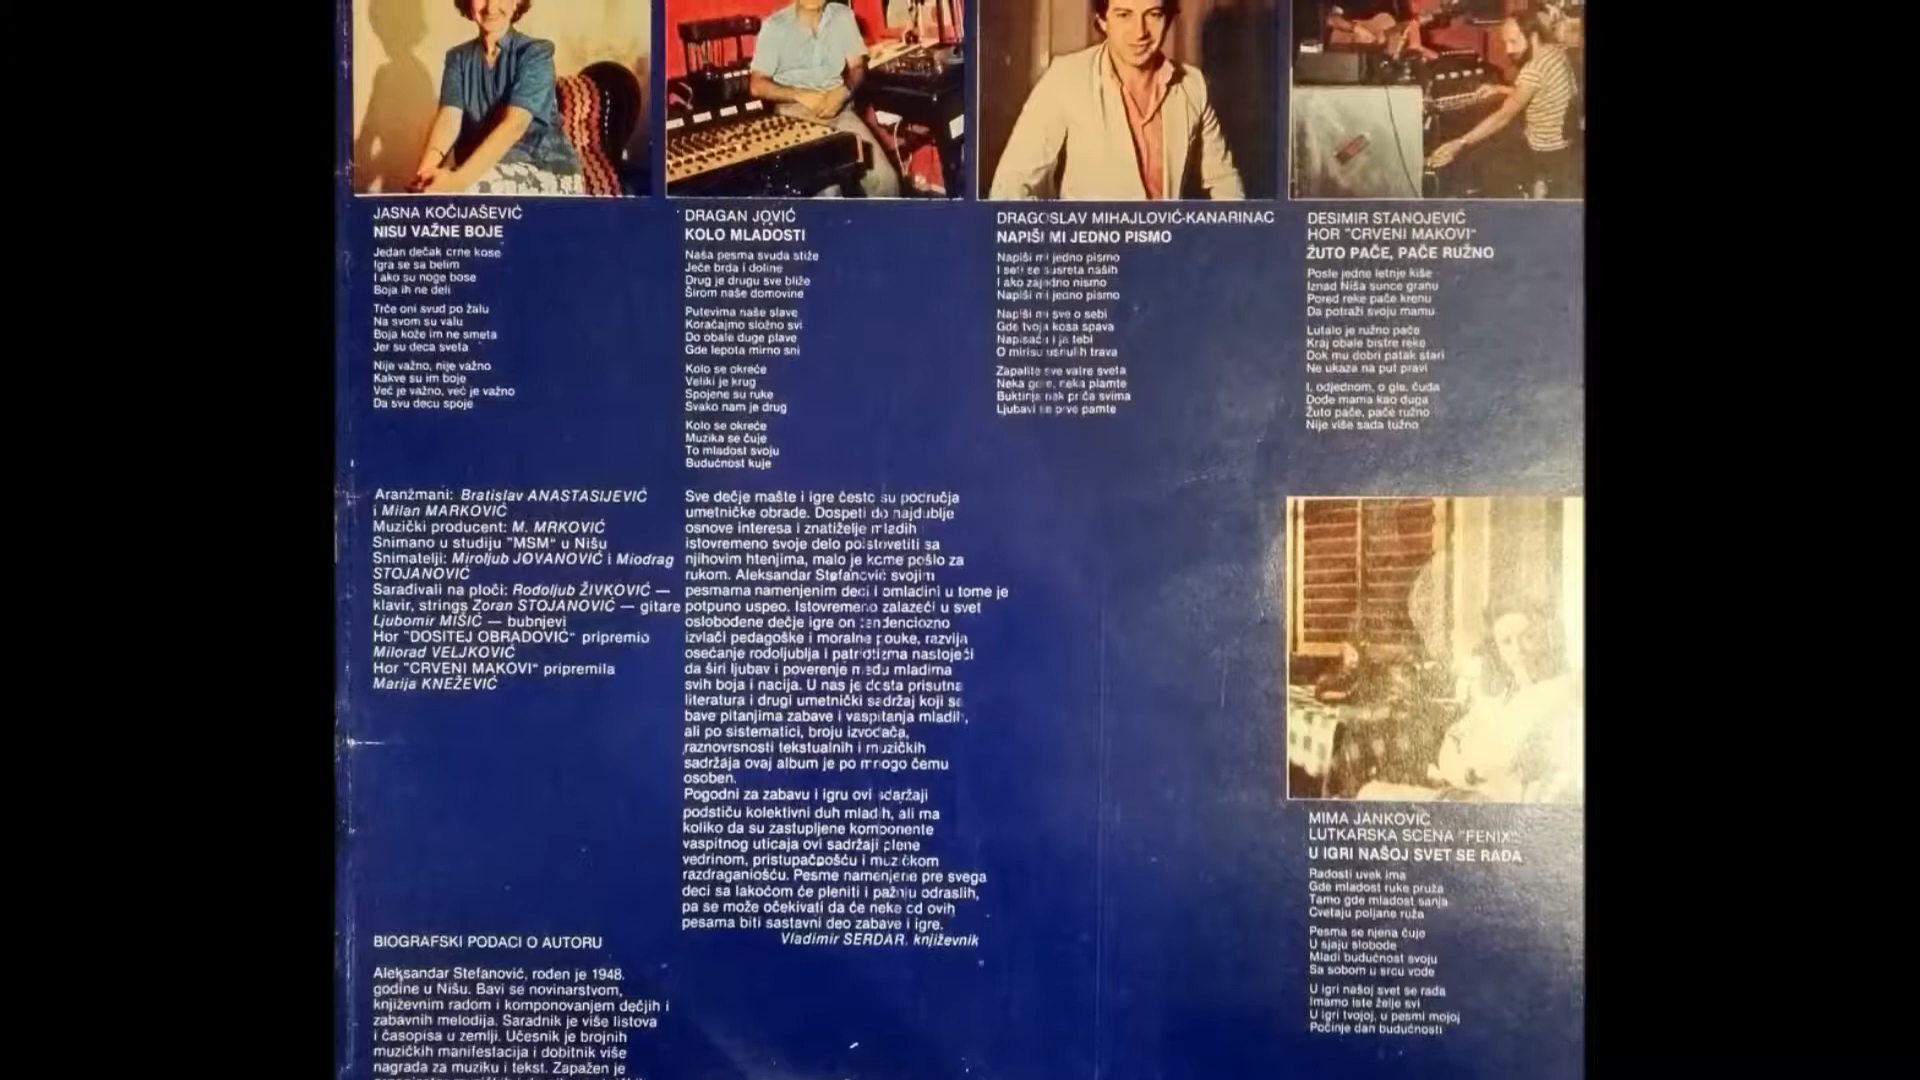 JASNA KOČIJAŠEVIĆ
NISU VAŽNE BOJE
Jedan dečak crne kose
Igra se sa belim
I ako su noge bose
Boja ih ne deli
Trče oni svud po žalu
Na svom su valu
Boja kože im ne smeta
Jer su deca sveta
Nije važno, nije važno
Kakve su im boje
Već je važno, već je važno
Da svu decu spoje
DRAGAN JOVIĆ
KOLO MLADOSTI
Naša pesma svuda stiže
Ječe brda i doline
Drug je drugu sve bliže
Širom naše domovine
Putevima naše slave
Koračajmo složno svi
Do obale duge plave
Gde lepota mirno sni
Kolo se okreće
Veliki je krug
Spojene su ruke
Svako nam je drug
Kolo se okreće
Muzika se čuje
To mladost svoju
Budućnost kuje
DRAGOSLAV MIHAJLOVIĆ-KANARINAC
NAPIŠI MI JEDNO PISMO
Napiši mi jedno pismo
I seti se susreta naših
I ako zajedno nismo
Napiši mi jedno pismo
Napiši mi sve o sebi
Gde tvoja kosa spava
Napisaću i ja tebi
O mirisu usnulih trava
Zapalite sve vatre sveta
Neka gore, neka plamte
Buktinja nek priča svima
Ljubavi se prve pamte
DESIMIR STANOJEVIĆ
HOR "CRVENI MAKOVI"
ŽUTO PAČE, PAČE RUŽNO
Posle jedne letnje kiše
Iznad Niša sunce granu
Pored reke pače krenu
Da potraži svoju mamu
Lutalo je ružno pače
Kraj obale bistre reke
Dok mu dobri patak stari
Ne ukaza na put pravi
I, odjednom, o gle, čuda
Dođe mama kao duga
Žuto pače, pače ružno
Nije više sada tužno
Aranžmani: Bratislav ANASTASIJEVIĆ
i Milan MARKOVIĆ
Muzički producent: M. MRKOVIĆ
Snimano u studiju "MSM" u Nišu
Snimatelji: Miroljub JOVANOVIĆ i Miodrag
STOJANOVIĆ
Sarađivali na ploči: Rodoljub ŽIVKOVIĆ —
klavir, strings Zoran STOJANOVIĆ — gitare
Ljubomir MIŠIĆ — bubnjevi
Hor "DOSITEJ OBRADOVIĆ" pripremio
Milorad VELJKOVIĆ
Hor "CRVENI MAKOVI" pripremila
Marija KNEŽEVIĆ
BIOGRAFSKI PODACI O AUTORU
Aleksandar Stefanović, rođen je 1948.
godine u Nišu. Bavi se novinarstvom,
književnim radom i komponovanjem dečjih i
zabavnih melodija. Saradnik je više listova
i časopisa u zemlji. Učesnik je brojnih
muzičkih manifestacija i dobitnik više
nagrada za muziku i tekst. Zapažen je
Sve dečje mašte i igre često su područja
umetničke obrade. Dospeti do najdublje
osnove interesa i znatiželje mladih
istovremeno svoje delo poistovetiti sa
njihovim htenjima, malo je kome pošlo za
rukom. Aleksandar Stefanović svojim
pesmama namenjenim deci i omladini u tome je
potpuno uspeo. Istovremeno zalazeći u svet
oslobođene dečje igre on tendenciozno
izvlači pedagoške i moralne pouke, razvija
osećanje rodoljublja i patriotizma nastojeći
da širi ljubav i poverenje među mladima
svih boja i nacija. U nas je dosta prisutna
literatura i drugi umetnički sadržaj koji se
bave pitanjima zabave i vaspitanja mladih,
ali po sistematici, broju izvođača,
raznovrsnosti tekstualnih i muzičkih
sadržaja ovaj album je po mnogo čemu
osoben.
Pogodni za zabavu i igru ovi sadržaji
podstiču kolektivni duh mladih, ali ma
koliko da su zastupljene komponente
vaspitnog uticaja ovi sadržaji plene
vedrinom, pristupačnošću i muzičkom
razdraganiošću. Pesme namenjene pre svega
deci sa lakoćom će pleniti i pažnju odraslih,
pa se može očekivati da će neke od ovih
pesama biti sastavni deo zabave i igre.
Vladimir SERDAR, književnik
MIMA JANKOVIĆ
LUTKARSKA SCENA "FENIX"
U IGRI NAŠOJ SVET SE RAĐA
Radosti uvek ima
Gde mladost ruke pruža
Tamo gde mladost sanja
Cvetaju poljane ruža
Pesma se njena čuje
U sjaju slobode
Mladi budućnost svoju
Sa sobom u srcu vode
U igri našoj svet se rađa
Imamo iste želje svi
U igri tvojoj, u pesmi mojoj
Počinje dan budućnosti